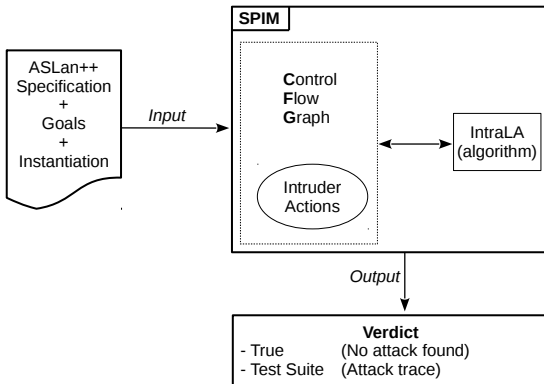 SPIM
ASLan++
Specification
+
Goals
+
Instantiation
Input
Control
Flow
Graph
Intruder
Actions
IntraLA
(algorithm)
Output
Verdict
- True (No attack found)
- Test Suite (Attack trace)